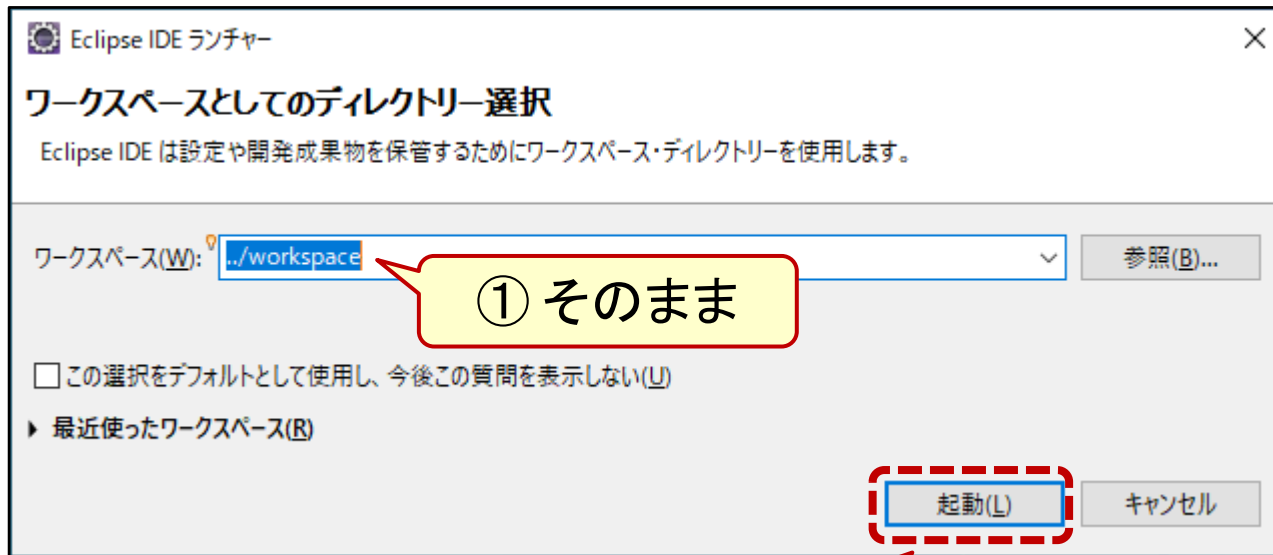 Eclipse IDE ランチャー
ワークスペースとしてのディレクトリー選択
Eclipse IDE は設定や開発成果物を保管するためにワークスペース・ディレクトリーを使用します。
ワークスペース(W): ../workspace 参照(B)...
① そのまま
この選択をデフォルトとして使用し、今後この質問を表示しない(U)
最近使ったワークスペース(R)
起動(L) キャンセル